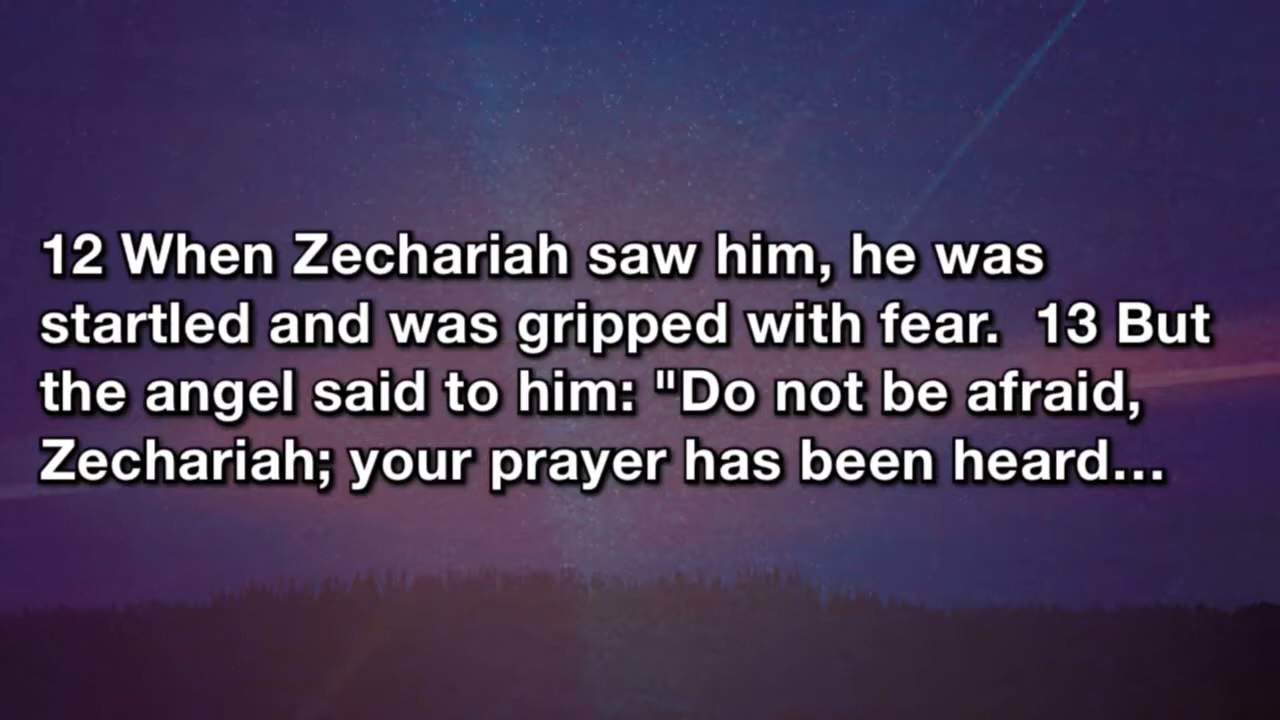 12 When Zechariah saw him, he was
startled and was gripped with fear.  13 But
the angel said to him: "Do not be afraid,
Zechariah; your prayer has been heard...